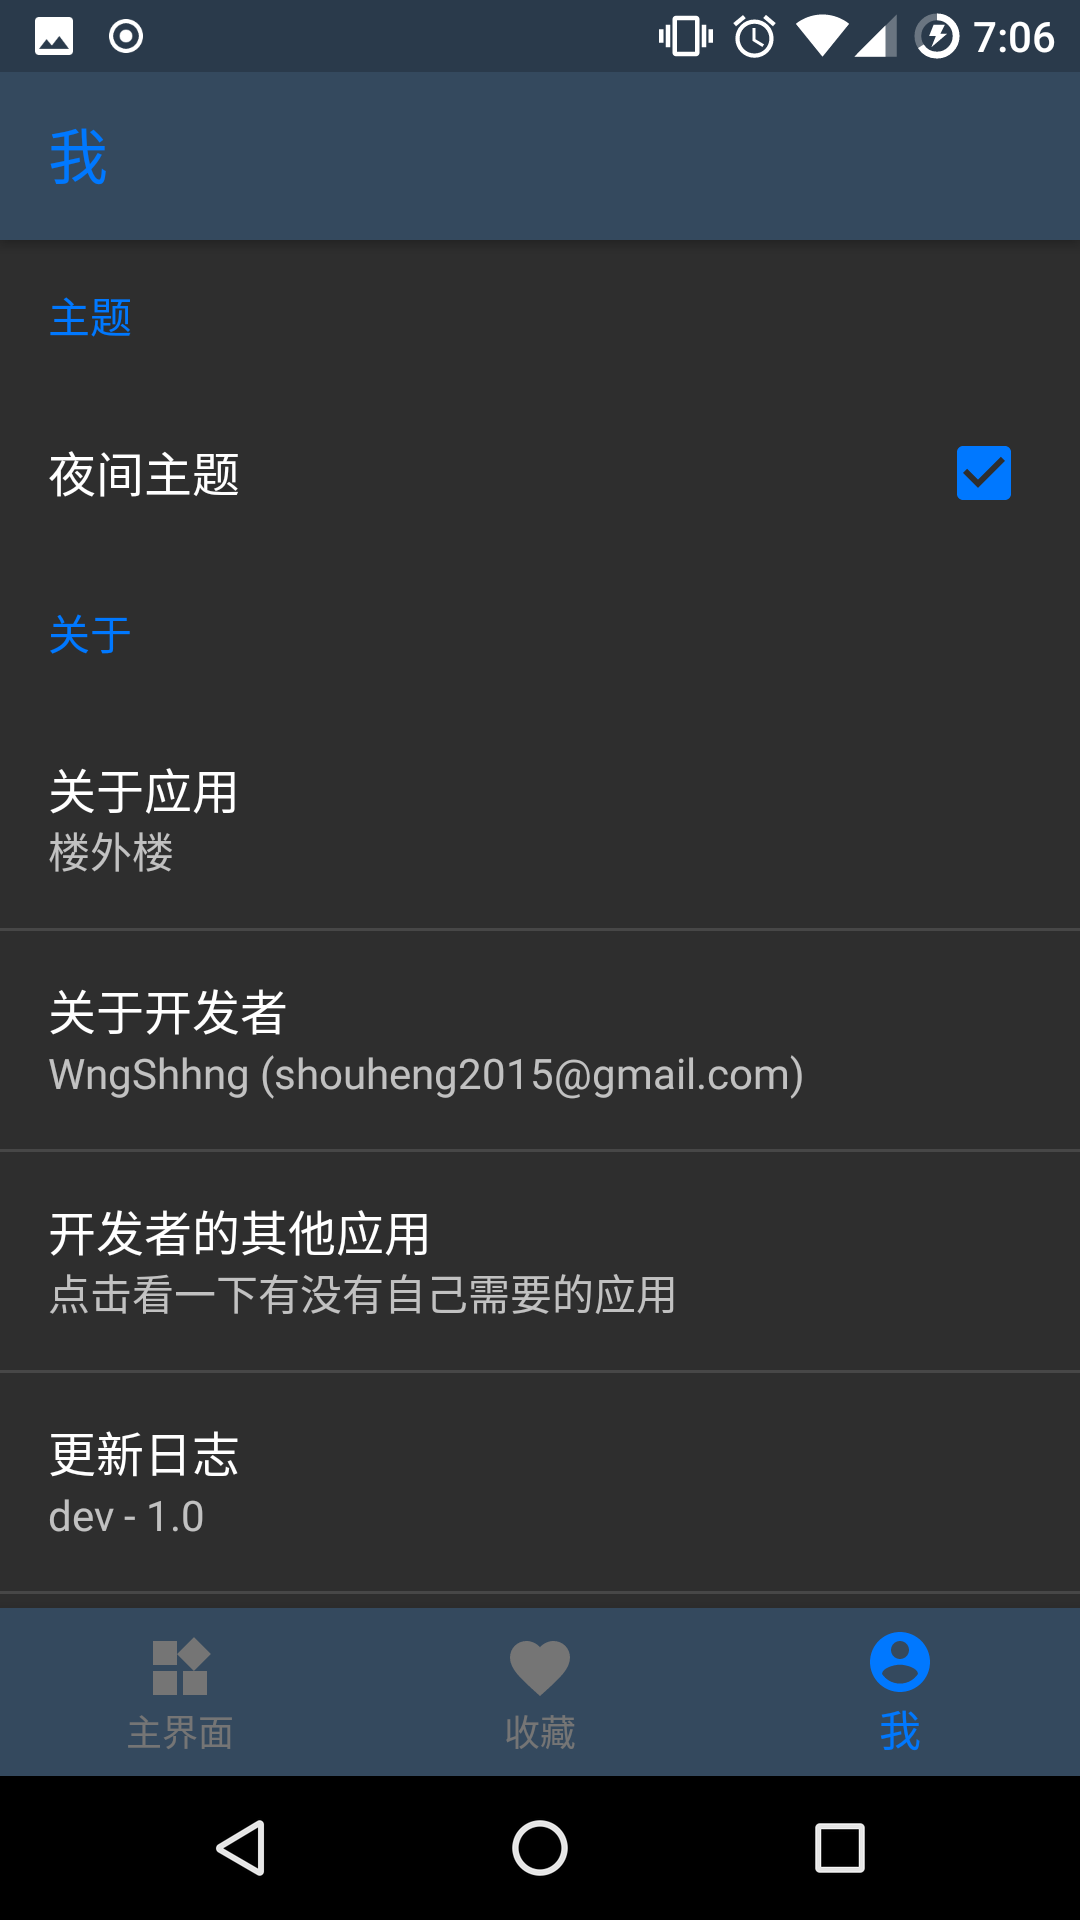 7:06
我
主题
夜间主题
关于
关于应用
楼外楼
关于开发者
WngShhng (shouheng2015@gmail.com)
开发者的其他应用
点击看一下有没有自己需要的应用
更新日志
dev - 1.0
主界面
收藏
我